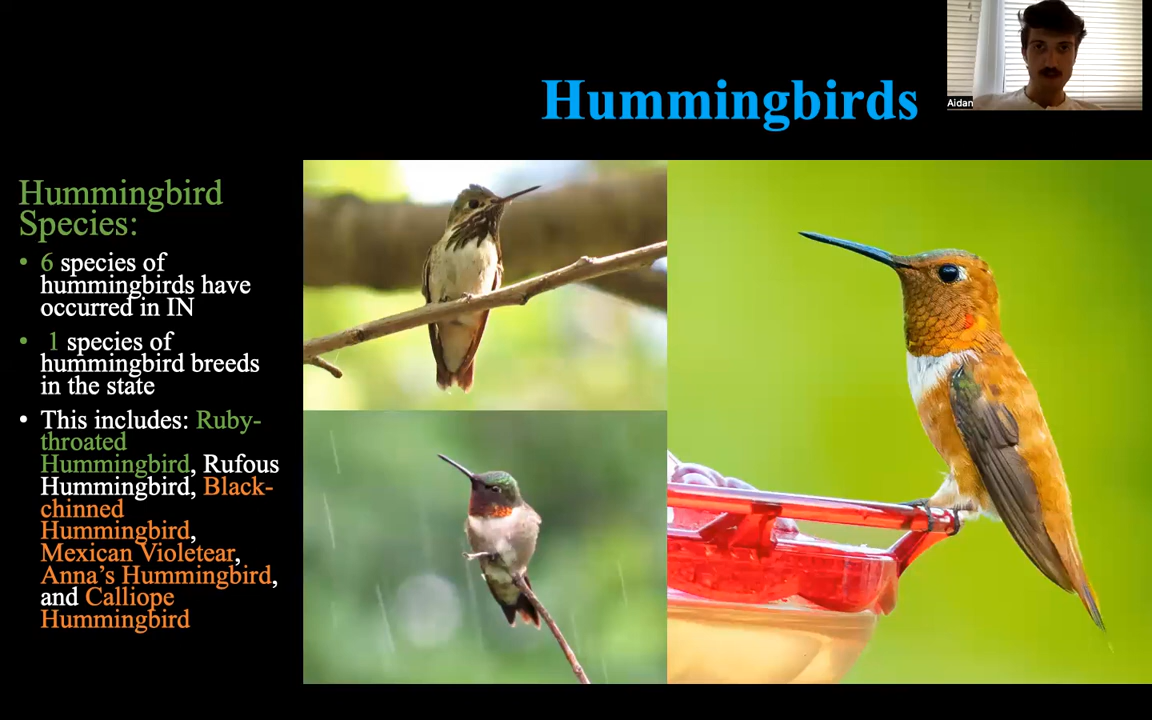 Hummingbirds
Aidan
Hummingbird
Species:
• 6 species of
hummingbirds have
occurred in IN
• 1 species of
hummingbird breeds
in the state
• This includes: Ruby-
throated
Hummingbird, Rufous
Hummingbird, Black-
chinned
Hummingbird,
Mexican Violetear,
Anna’s Hummingbird,
and Calliope
Hummingbird